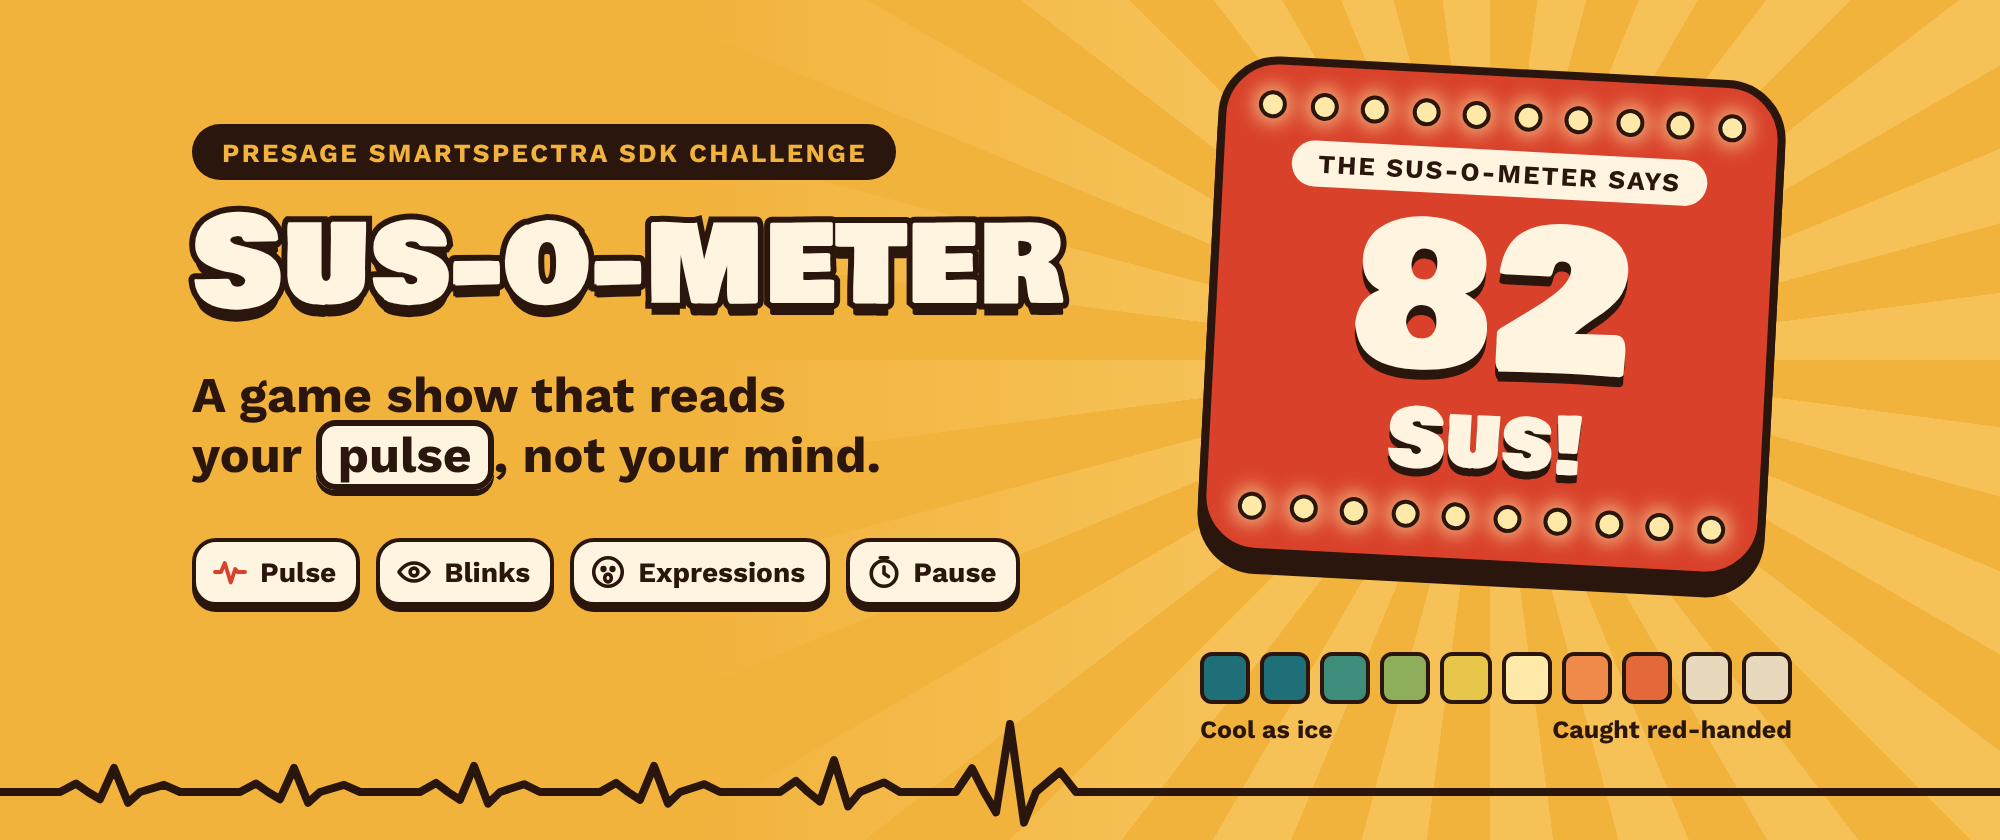 PRESAGE SMARTSPECTRA SDK CHALLENGE
SUS-O-METER
A game show that reads
your pulse, not your mind.
Pulse
Blinks
Expressions
Pause
THE SUS-O-METER SAYS
82
SUS!
Cool as ice
Caught red-handed